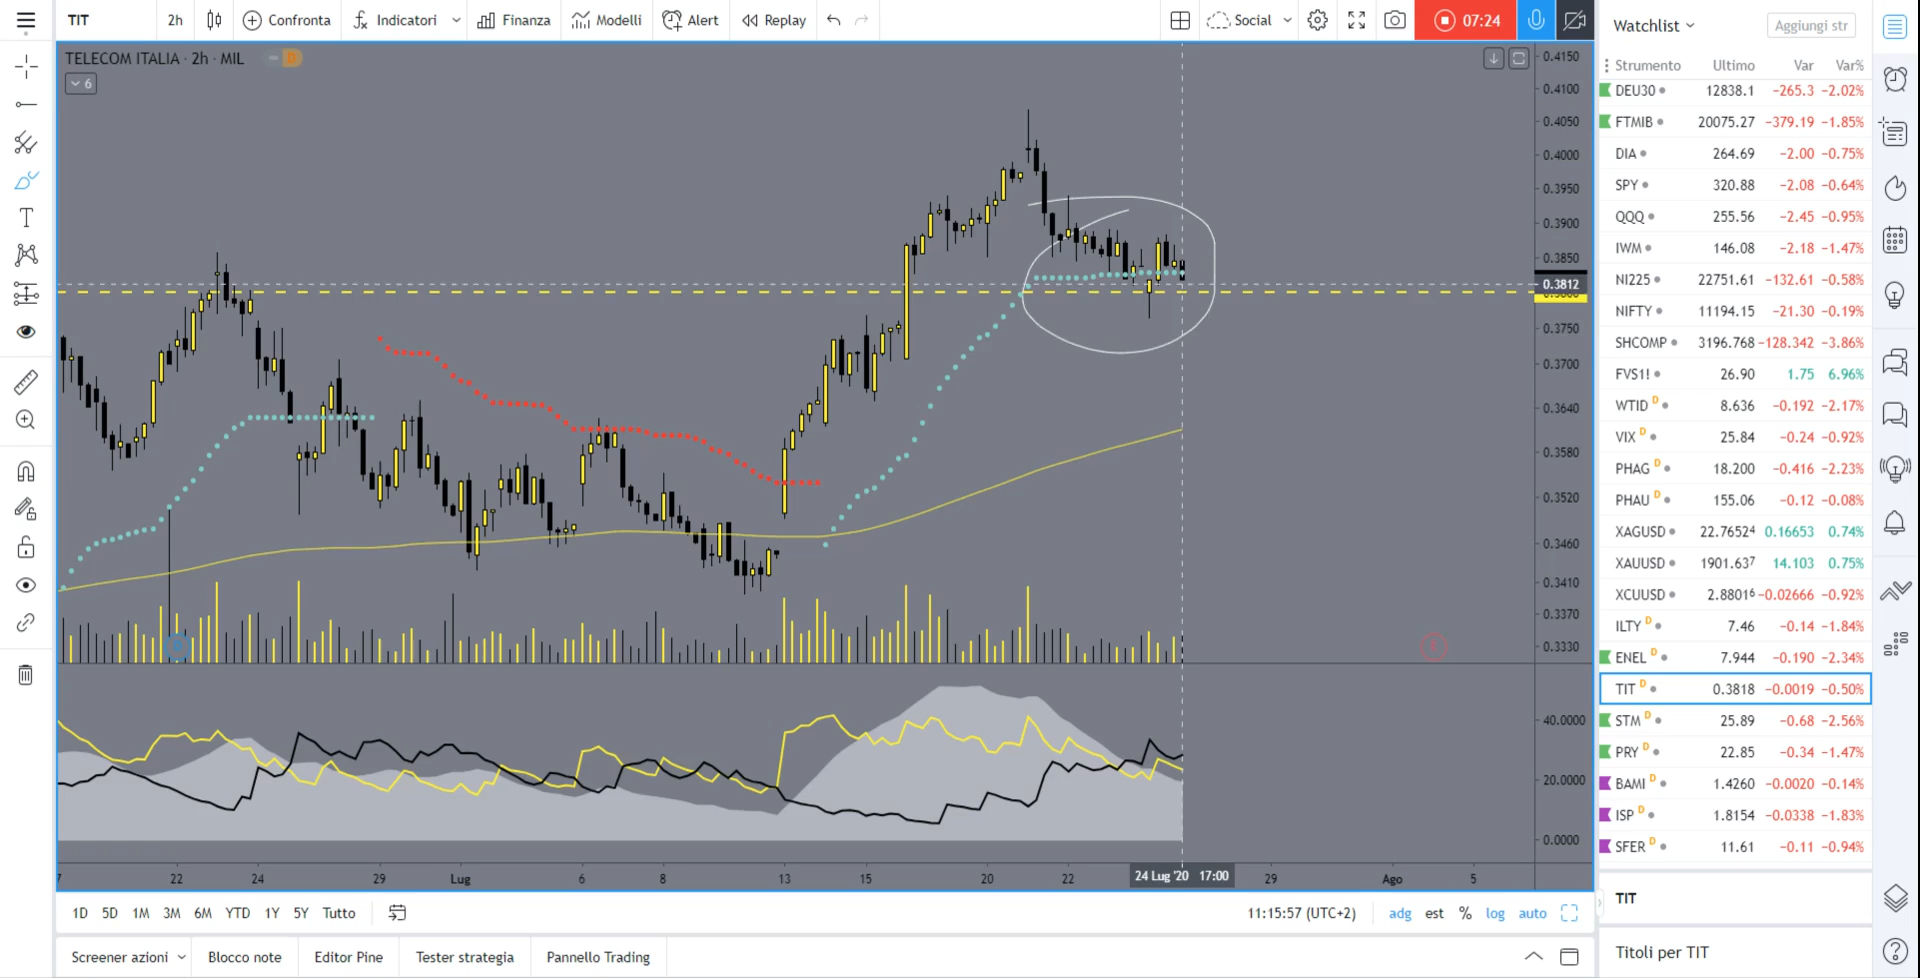 TIT 2h Confronta Indicatori Finanza Modelli Alert Replay Social 07:24
TELECOM ITALIA · 2h · MIL D
6
0.4150
0.4100
0.4050
0.4000
0.3950
0.3900
0.3850
0.3812
0.3750
0.3700
0.3640
0.3580
0.3520
0.3460
0.3410
0.3370
0.3330
40.0000
20.0000
0.0000
7 22 24 29 Lug 6 8 13 15 20 22 24 Lug '20 17:00 29 Ago 5
1D 5D 1M 3M 6M YTD 1Y 5Y Tutto 11:15:57 (UTC+2) adg est % log auto
Screener azioni Blocco note Editor Pine Tester strategia Pannello Trading
Watchlist Aggiungi str
Strumento Ultimo Var Var%
DEU30 12838.1 −265.3 −2.02%
FTMIB 20075.27 −379.19 −1.85%
DIA 264.69 −2.00 −0.75%
SPY 320.88 −2.08 −0.64%
QQQ 255.56 −2.45 −0.95%
IWM 146.08 −2.18 −1.47%
NI225 22751.61 −132.61 −0.58%
NIFTY 11194.15 −21.30 −0.19%
SHCOMP 3196.768 −128.342 −3.86%
FVS1! 26.90 1.75 6.96%
WTID D 8.636 −0.192 −2.17%
VIX D 25.84 −0.24 −0.92%
PHAG D 18.200 −0.416 −2.23%
PHAU D 155.06 −0.12 −0.08%
XAGUSD 22.76524 0.16653 0.74%
XAUUSD 1901.637 14.103 0.75%
XCUUSD 2.88016 −0.02666 −0.92%
ILTY D 7.46 −0.14 −1.84%
ENEL D 7.944 −0.190 −2.34%
TIT D 0.3818 −0.0019 −0.50%
STM D 25.89 −0.68 −2.56%
PRY D 22.85 −0.34 −1.47%
BAMI D 1.4260 −0.0020 −0.14%
ISP D 1.8154 −0.0338 −1.83%
SFER D 11.61 −0.11 −0.94%
TIT
Titoli per TIT